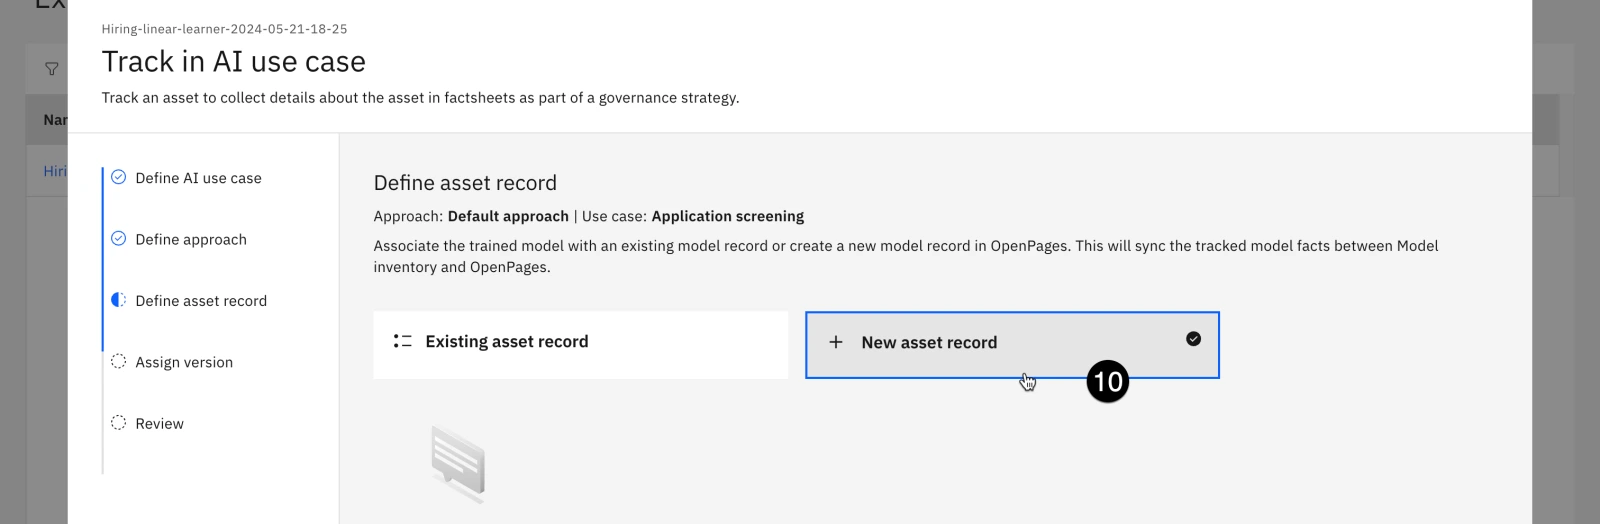 Ex
Hiring-linear-learner-2024-05-21-18-25
Track in AI use case
Track an asset to collect details about the asset in factsheets as part of a governance strategy.
Nar
Hiri
Define AI use case
Define approach
Define asset record
Assign version
Review
Define asset record
Approach: Default approach | Use case: Application screening
Associate the trained model with an existing model record or create a new model record in OpenPages. This will sync the tracked model facts between Model
inventory and OpenPages.
Existing asset record
New asset record
10